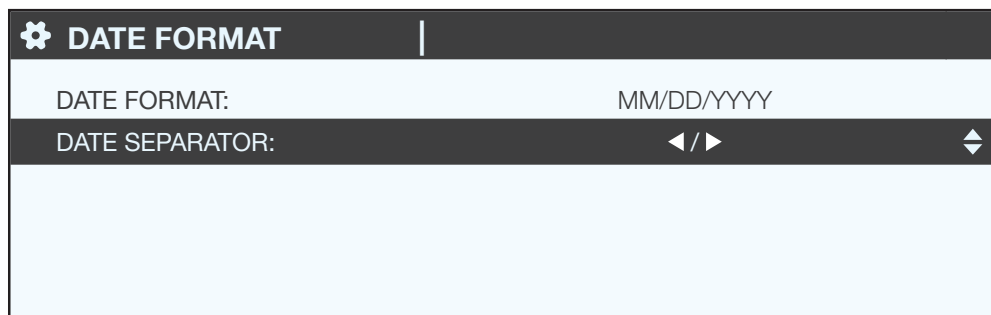 DATE FORMAT
DATE FORMAT: MM/DD/YYYY
DATE SEPARATOR: /